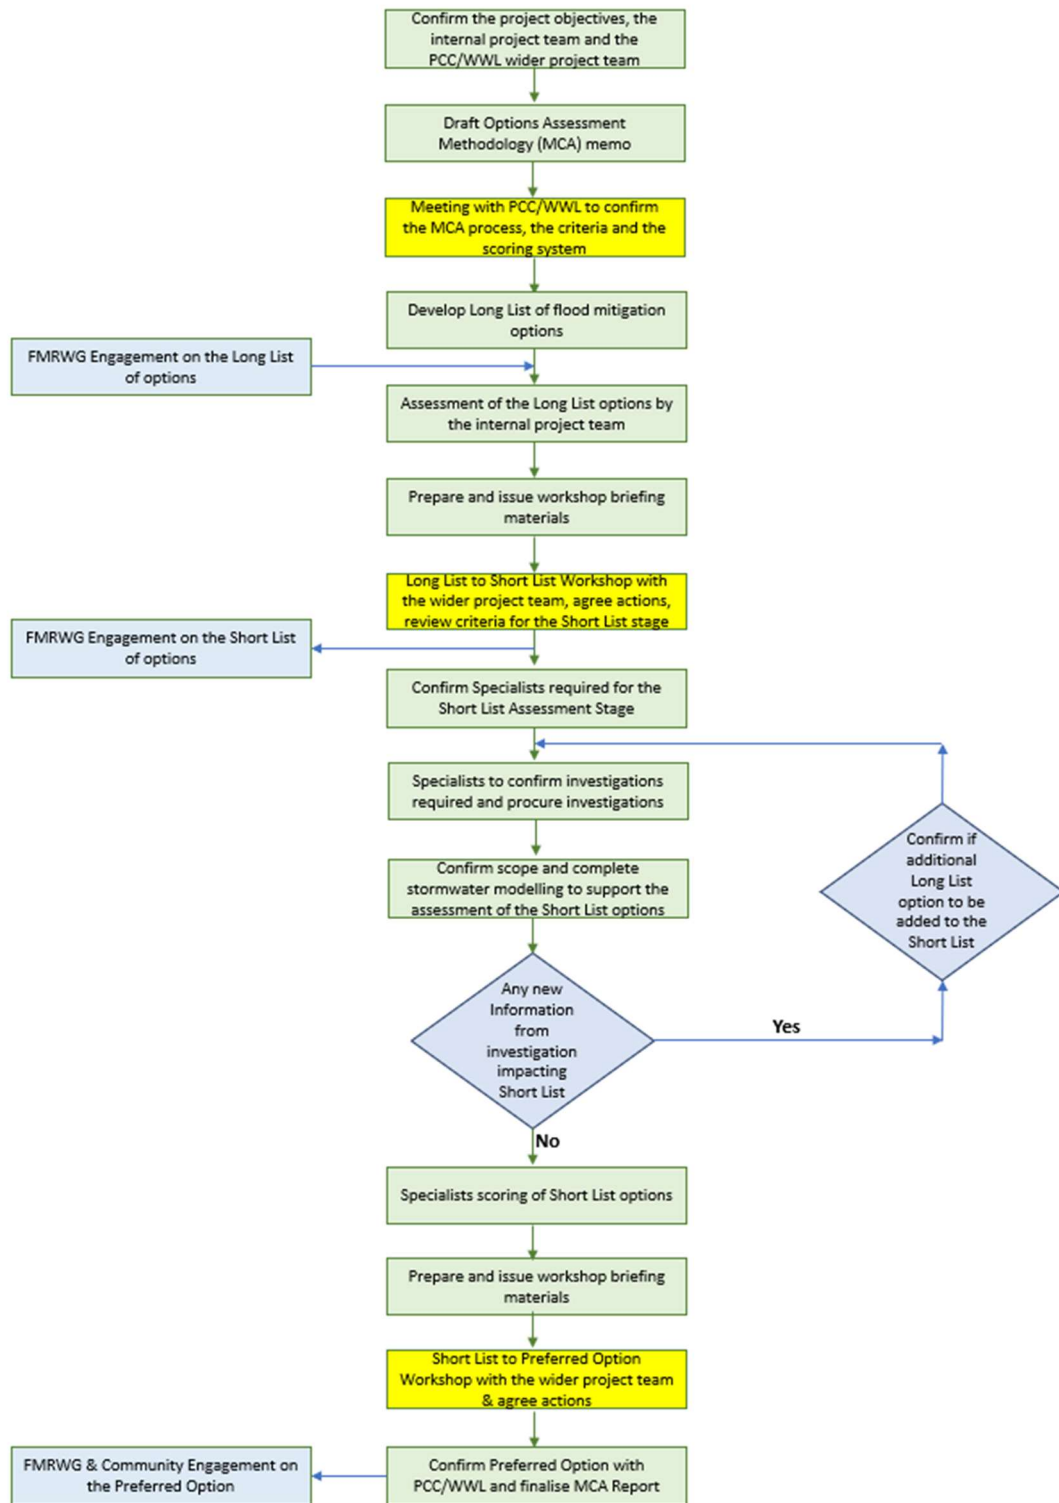 Confirm the project objectives, the
internal project team and the
PCC/WWL wider project team
Draft Options Assessment
Methodology (MCA) memo
Meeting with PCC/WWL to confirm
the MCA process, the criteria and the
scoring system
Develop Long List of flood mitigation
options
FMRWG Engagement on the Long List
of options
Assessment of the Long List options by
the internal project team
Prepare and issue workshop briefing
materials
Long List to Short List Workshop with
the wider project team, agree actions,
review criteria for the Short List stage
FMRWG Engagement on the Short List
of options
Confirm Specialists required for the
Short List Assessment Stage
Specialists to confirm investigations
required and procure investigations
Confirm if
additional
Long List
option to be
added to the
Short List
Confirm scope and complete
stormwater modelling to support the
assessment of the Short List options
Any new
Information
from
investigation
impacting
Short List
Yes
No
Specialists scoring of Short List options
Prepare and issue workshop briefing
materials
Short List to Preferred Option
Workshop with the wider project team
& agree actions
FMRWG & Community Engagement on
the Preferred Option
Confirm Preferred Option with
PCC/WWL and finalise MCA Report